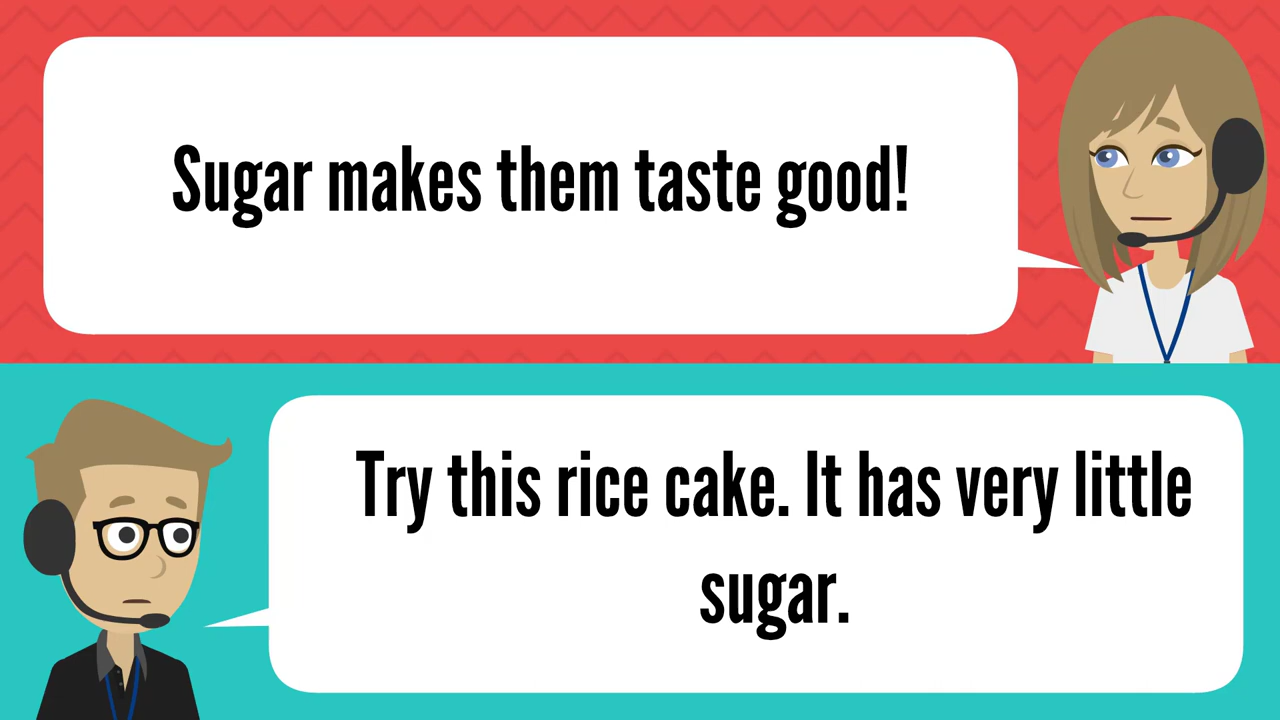 Sugar makes them taste good!
Try this rice cake. It has very little
sugar.